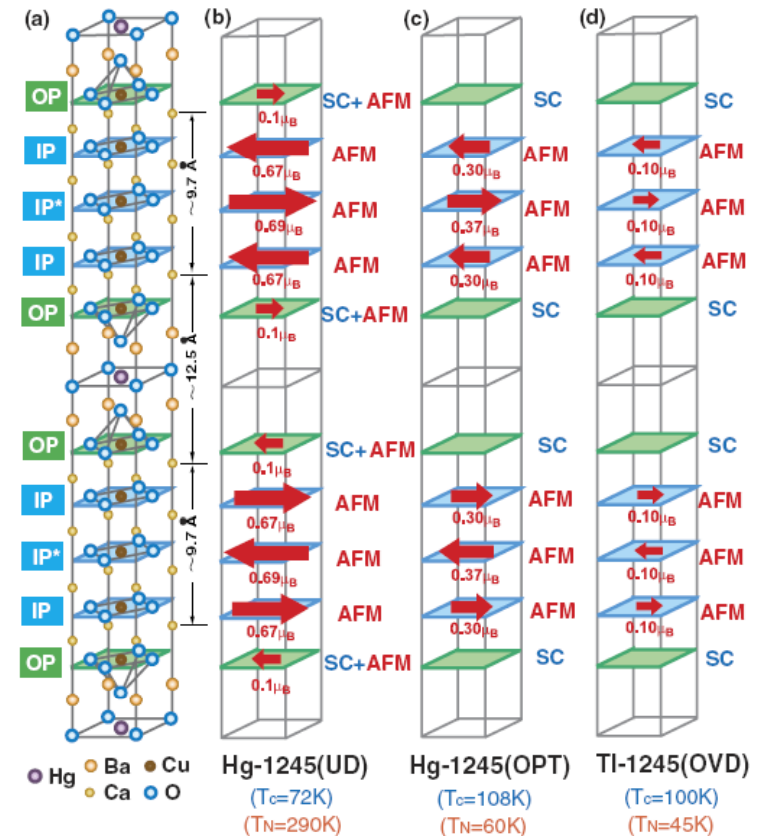 (a) (b) (c) (d)
OP SC+AFM SC SC
0.1μB
IP AFM AFM AFM
0.67μB 0.30μB 0.10μB
~9.7 Å
IP* AFM AFM AFM
0.69μB 0.37μB 0.10μB
IP AFM AFM AFM
0.67μB 0.30μB 0.10μB
OP SC+AFM SC SC
0.1μB
~12.5 Å
OP SC+AFM SC SC
0.1μB
IP AFM AFM AFM
0.67μB 0.30μB 0.10μB
~9.7 Å
IP* AFM AFM AFM
0.69μB 0.37μB 0.10μB
IP AFM AFM AFM
0.67μB 0.30μB 0.10μB
OP SC+AFM SC SC
0.1μB
Hg Ba Cu
Ca O
Hg-1245(UD) Hg-1245(OPT) Tl-1245(OVD)
(Tc=72K) (Tc=108K) (Tc=100K)
(TN=290K) (TN=60K) (TN=45K)